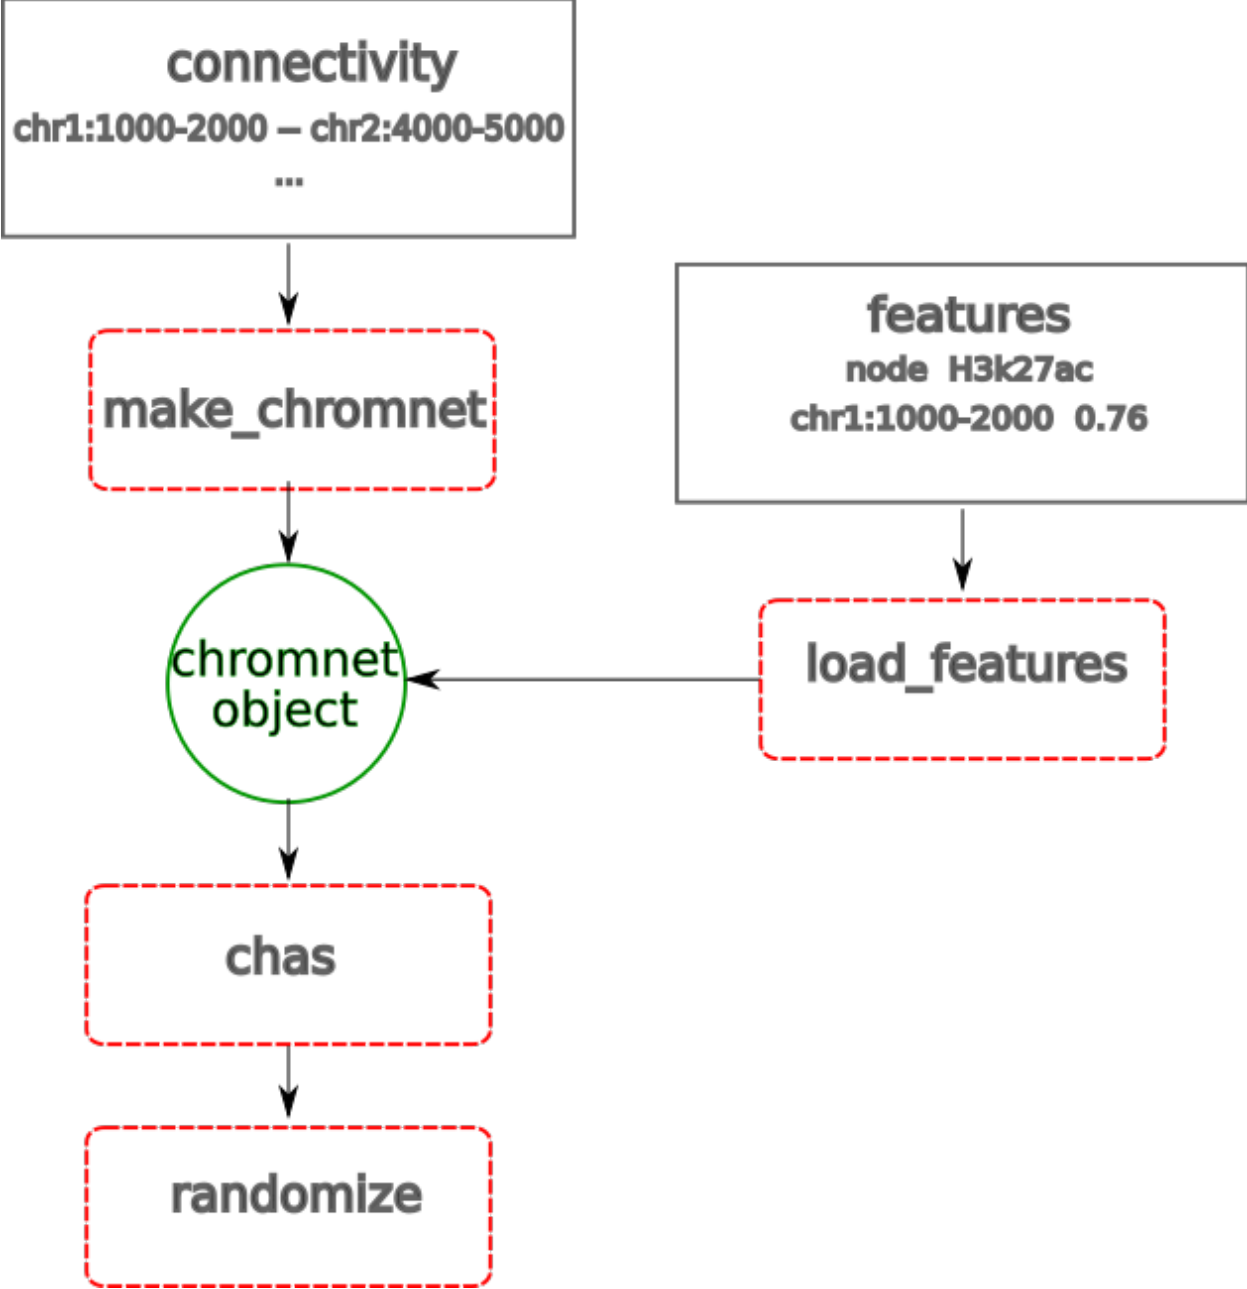 connectivity
chr1:1000-2000 – chr2:4000-5000
...
features
node H3k27ac
chr1:1000-2000 0.76
make_chromnet
load_features
chromnet
object
chas
randomize